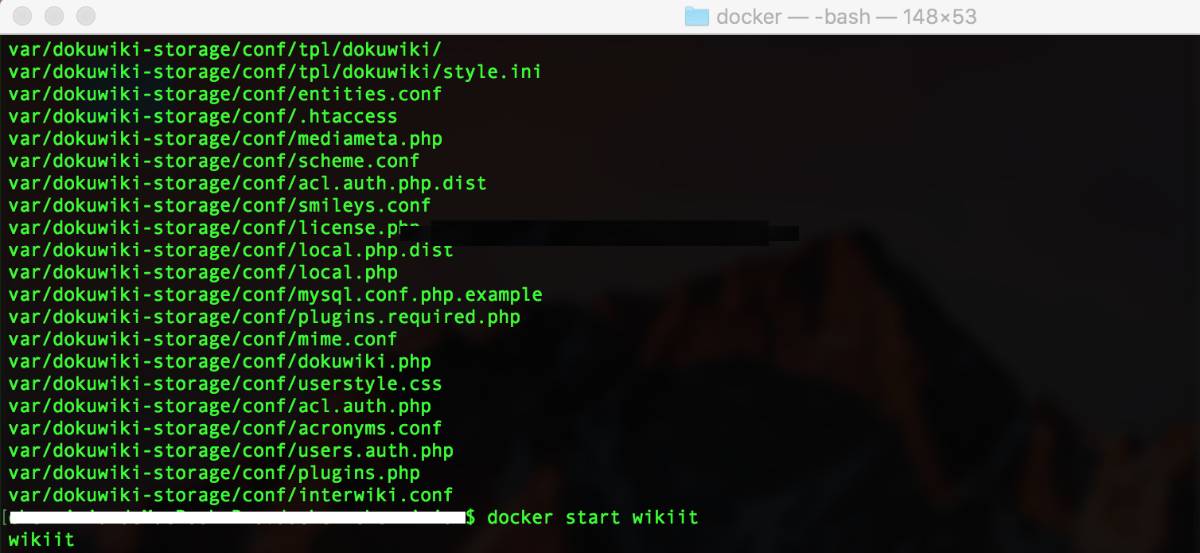 docker — -bash — 148×53
var/dokuwiki-storage/conf/tpl/dokuwiki/
var/dokuwiki-storage/conf/tpl/dokuwiki/style.ini
var/dokuwiki-storage/conf/entities.conf
var/dokuwiki-storage/conf/.htaccess
var/dokuwiki-storage/conf/mediameta.php
var/dokuwiki-storage/conf/scheme.conf
var/dokuwiki-storage/conf/acl.auth.php.dist
var/dokuwiki-storage/conf/smileys.conf
var/dokuwiki-storage/conf/license.php
var/dokuwiki-storage/conf/local.php.dist
var/dokuwiki-storage/conf/local.php
var/dokuwiki-storage/conf/mysql.conf.php.example
var/dokuwiki-storage/conf/plugins.required.php
var/dokuwiki-storage/conf/mime.conf
var/dokuwiki-storage/conf/dokuwiki.php
var/dokuwiki-storage/conf/userstyle.css
var/dokuwiki-storage/conf/acl.auth.php
var/dokuwiki-storage/conf/acronyms.conf
var/dokuwiki-storage/conf/users.auth.php
var/dokuwiki-storage/conf/plugins.php
var/dokuwiki-storage/conf/interwiki.conf
$ docker start wikiit
wikiit